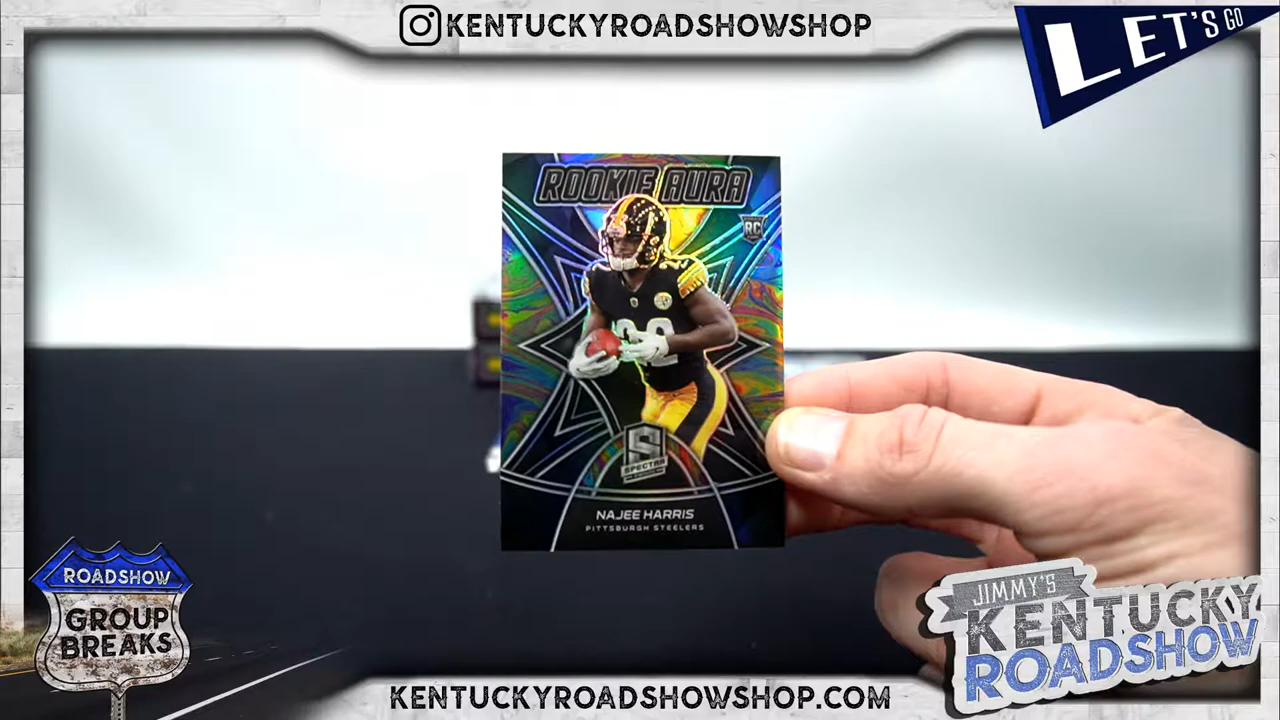 KENTUCKYROADSHOWSHOP
LET'S GO
ROOKIE AURA
RC
22
S
SPECTRA
NAJEE HARRIS
PITTSBURGH STEELERS
ROADSHOW
GROUP
BREAKS
JIMMY'S
KENTUCKY
ROADSHOW
KENTUCKYROADSHOWSHOP.COM